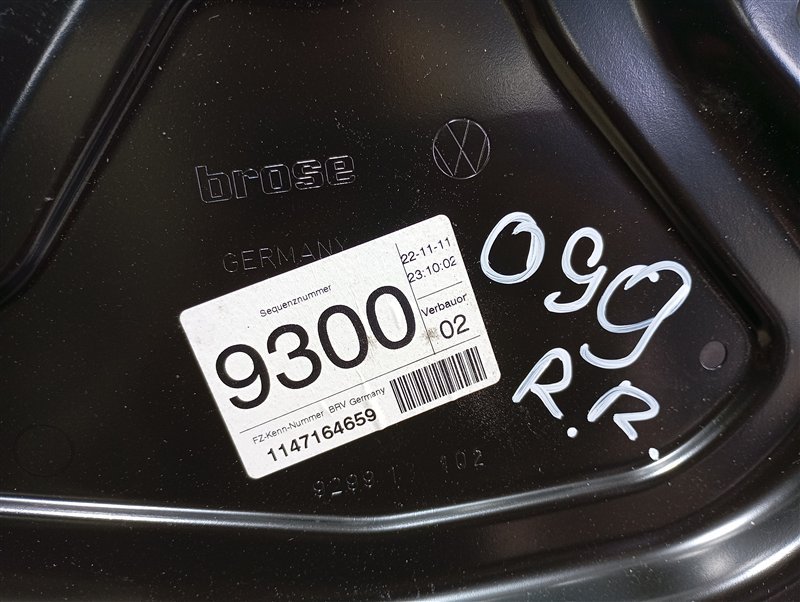 brose
GERMANY
Sequenznummer
9300
22-11-11
23:10:02
Verbauor
02
FZ-Kenn-Nummer BRV Germany
1147164659
099
R.R.